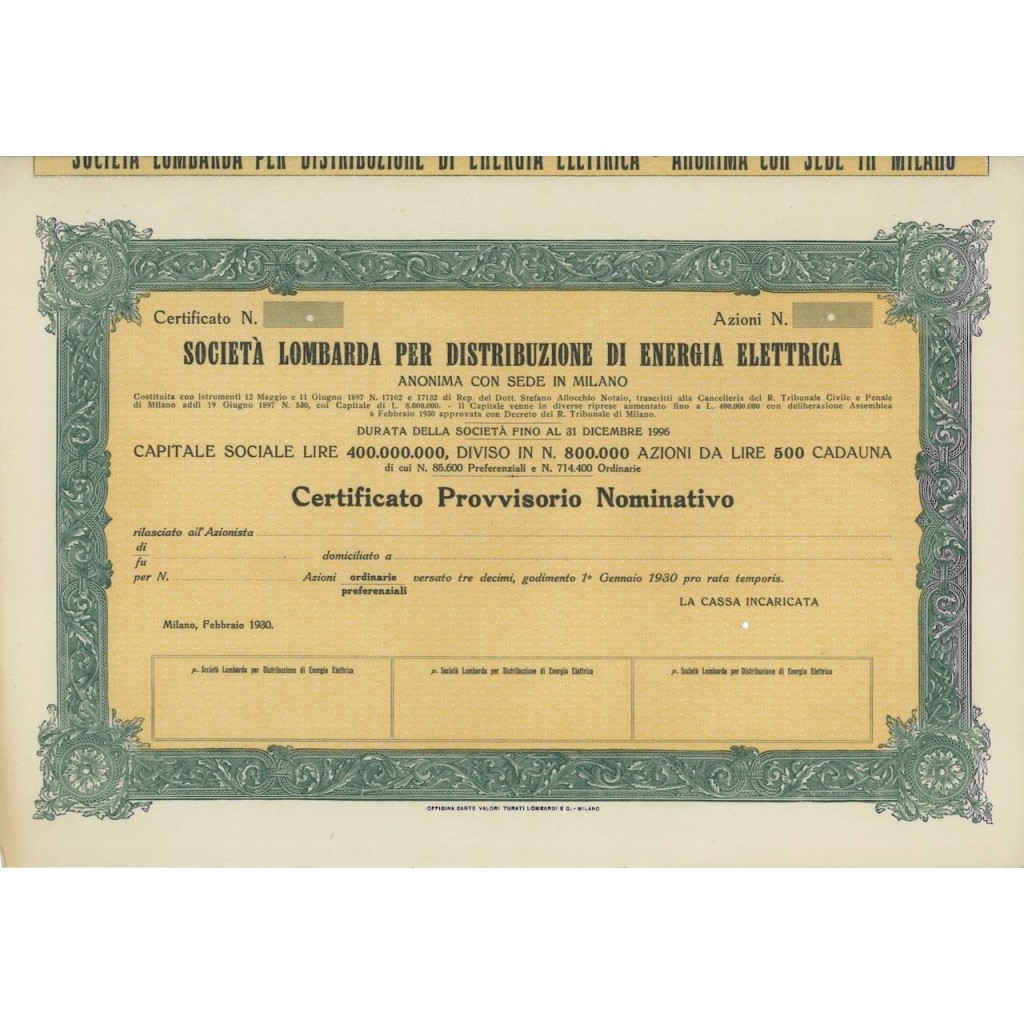 SOCIETÀ LOMBARDA PER DISTRIBUZIONE DI ENERGIA ELETTRICA - ANONIMA CON SEDE IN MILANO
Certificato N. Azioni N.
SOCIETÀ LOMBARDA PER DISTRIBUZIONE DI ENERGIA ELETTRICA
ANONIMA CON SEDE IN MILANO
Costituita con istrumenti 12 Maggio e 11 Giugno 1897 N. 17102 e 17132 di Rep. del Dott. Stefano Allocchio Notaio, trascritti alla Cancelleria del R. Tribunale Civile e Penale
di Milano addì 19 Giugno 1897 N. 530, col Capitale di L. 8.000.000. - Il Capitale venne in diverse riprese aumentato fino a L. 400.000.000 con deliberazione Assemblea
6 Febbraio 1930 approvata con Decreto del R. Tribunale di Milano.
DURATA DELLA SOCIETÀ FINO AL 31 DICEMBRE 1996
CAPITALE SOCIALE LIRE 400.000.000, DIVISO IN N. 800.000 AZIONI DA LIRE 500 CADAUNA
di cui N. 85.600 Preferenziali e N. 714.400 Ordinarie
Certificato Provvisorio Nominativo
rilasciato all'Azionista
di
fu
domiciliato a
per N. Azioni ordinarie versato tre decimi, godimento 1º Gennaio 1930 pro rata temporis.
preferenziali
LA CASSA INCARICATA
Milano, Febbraio 1930.
p. Società Lombarda per Distribuzione di Energia Elettrica p. Società Lombarda per Distribuzione di Energia Elettrica p. Società Lombarda per Distribuzione di Energia Elettrica
OFFICINA CARTE VALORI TURATI LOMBARDI E C. - MILANO